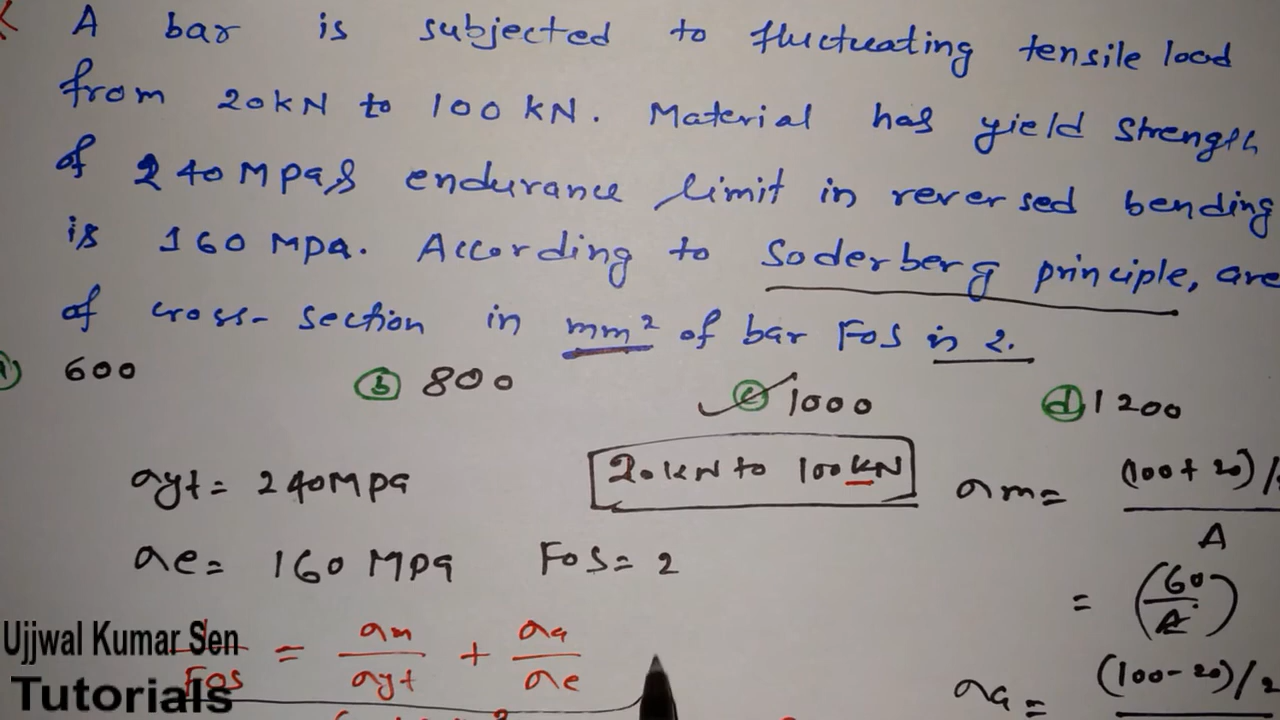 A bar is subjected to fluctuating tensile load
from 20kN to 100 kN. Material has yield strength
of 240 MPa & endurance limit in reversed bending
is 160 MPa. According to Soderberg principle, are
of cross-section in mm² of bar FoS is 2.
600 (b) 800 (c) 1000 (d) 1200
σyt = 240MPa
20kN to 100kN
σm = (100+20)/
A
σe = 160 MPa FoS = 2
= (60/A)
FoS = σm/σyt + σa/σe
σa = (100-20)/2
Ujjwal Kumar Sen
Tutorials